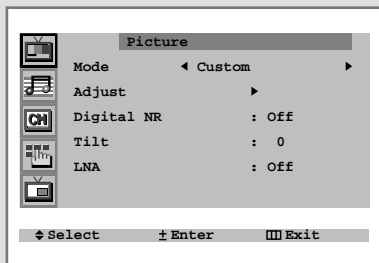 Picture
Mode ◀ Custom ▶
Adjust ▶
CH
Digital NR : Off
Tilt : 0
LNA : Off
Select ± Enter Exit